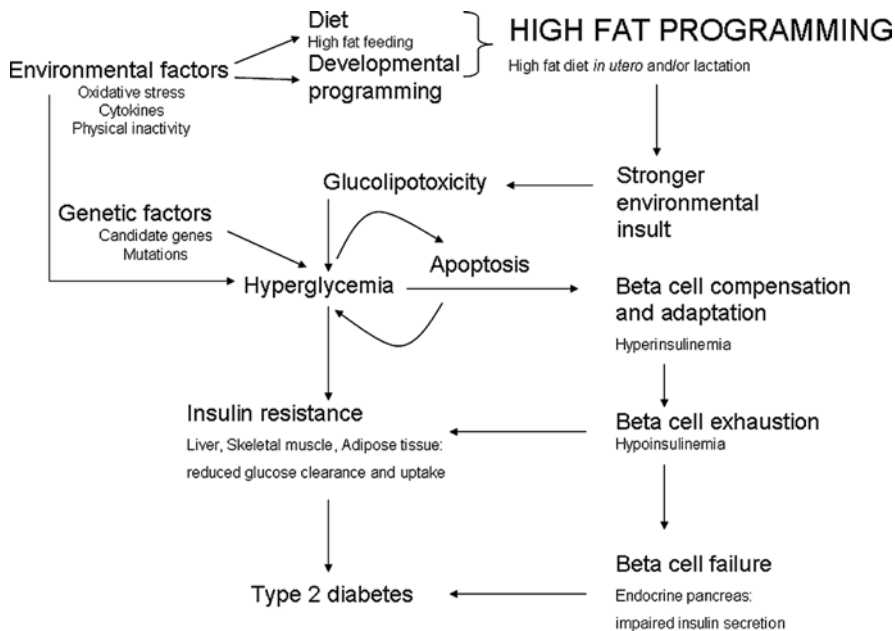 Diet
High fat feeding
HIGH FAT PROGRAMMING
High fat diet in utero and/or lactation
Environmental factors
Oxidative stress
Cytokines
Physical inactivity
Developmental
programming
Glucolipotoxicity
Stronger
environmental
insult
Genetic factors
Candidate genes
Mutations
Hyperglycemia
Apoptosis
Beta cell compensation
and adaptation
Hyperinsulinemia
Insulin resistance
Liver, Skeletal muscle, Adipose tissue:
reduced glucose clearance and uptake
Beta cell exhaustion
Hypoinsulinemia
Type 2 diabetes
Beta cell failure
Endocrine pancreas:
impaired insulin secretion